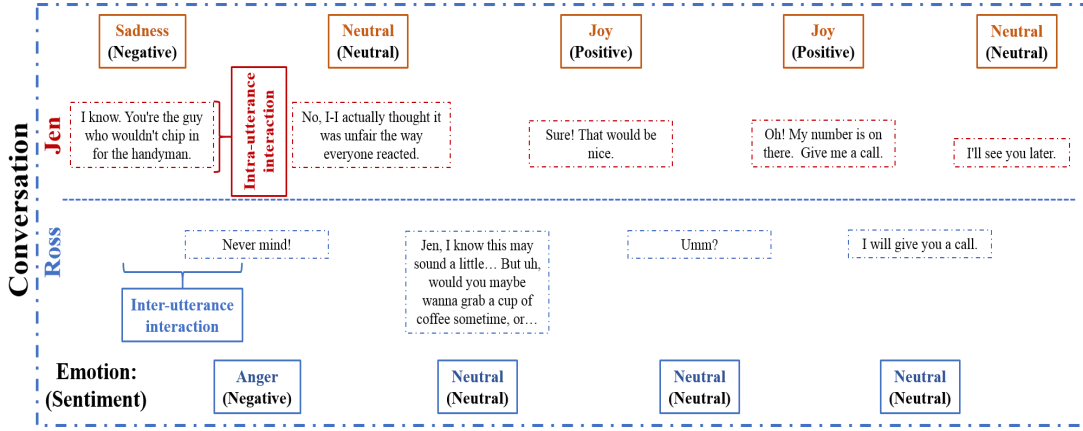 Sadness
(Negative)
Neutral
(Neutral)
Joy
(Positive)
Joy
(Positive)
Neutral
(Neutral)
Conversation
Jen
I know. You're the guy
who wouldn't chip in
for the handyman.
Intra-utterance
interaction
No, I-I actually thought it
was unfair the way
everyone reacted.
Sure! That would be
nice.
Oh! My number is on
there. Give me a call.
I'll see you later.
Ross
Never mind!
Jen, I know this may
sound a little… But uh,
would you maybe
wanna grab a cup of
coffee sometime, or…
Umm?
I will give you a call.
Inter-utterance
interaction
Emotion:
(Sentiment)
Anger
(Negative)
Neutral
(Neutral)
Neutral
(Neutral)
Neutral
(Neutral)